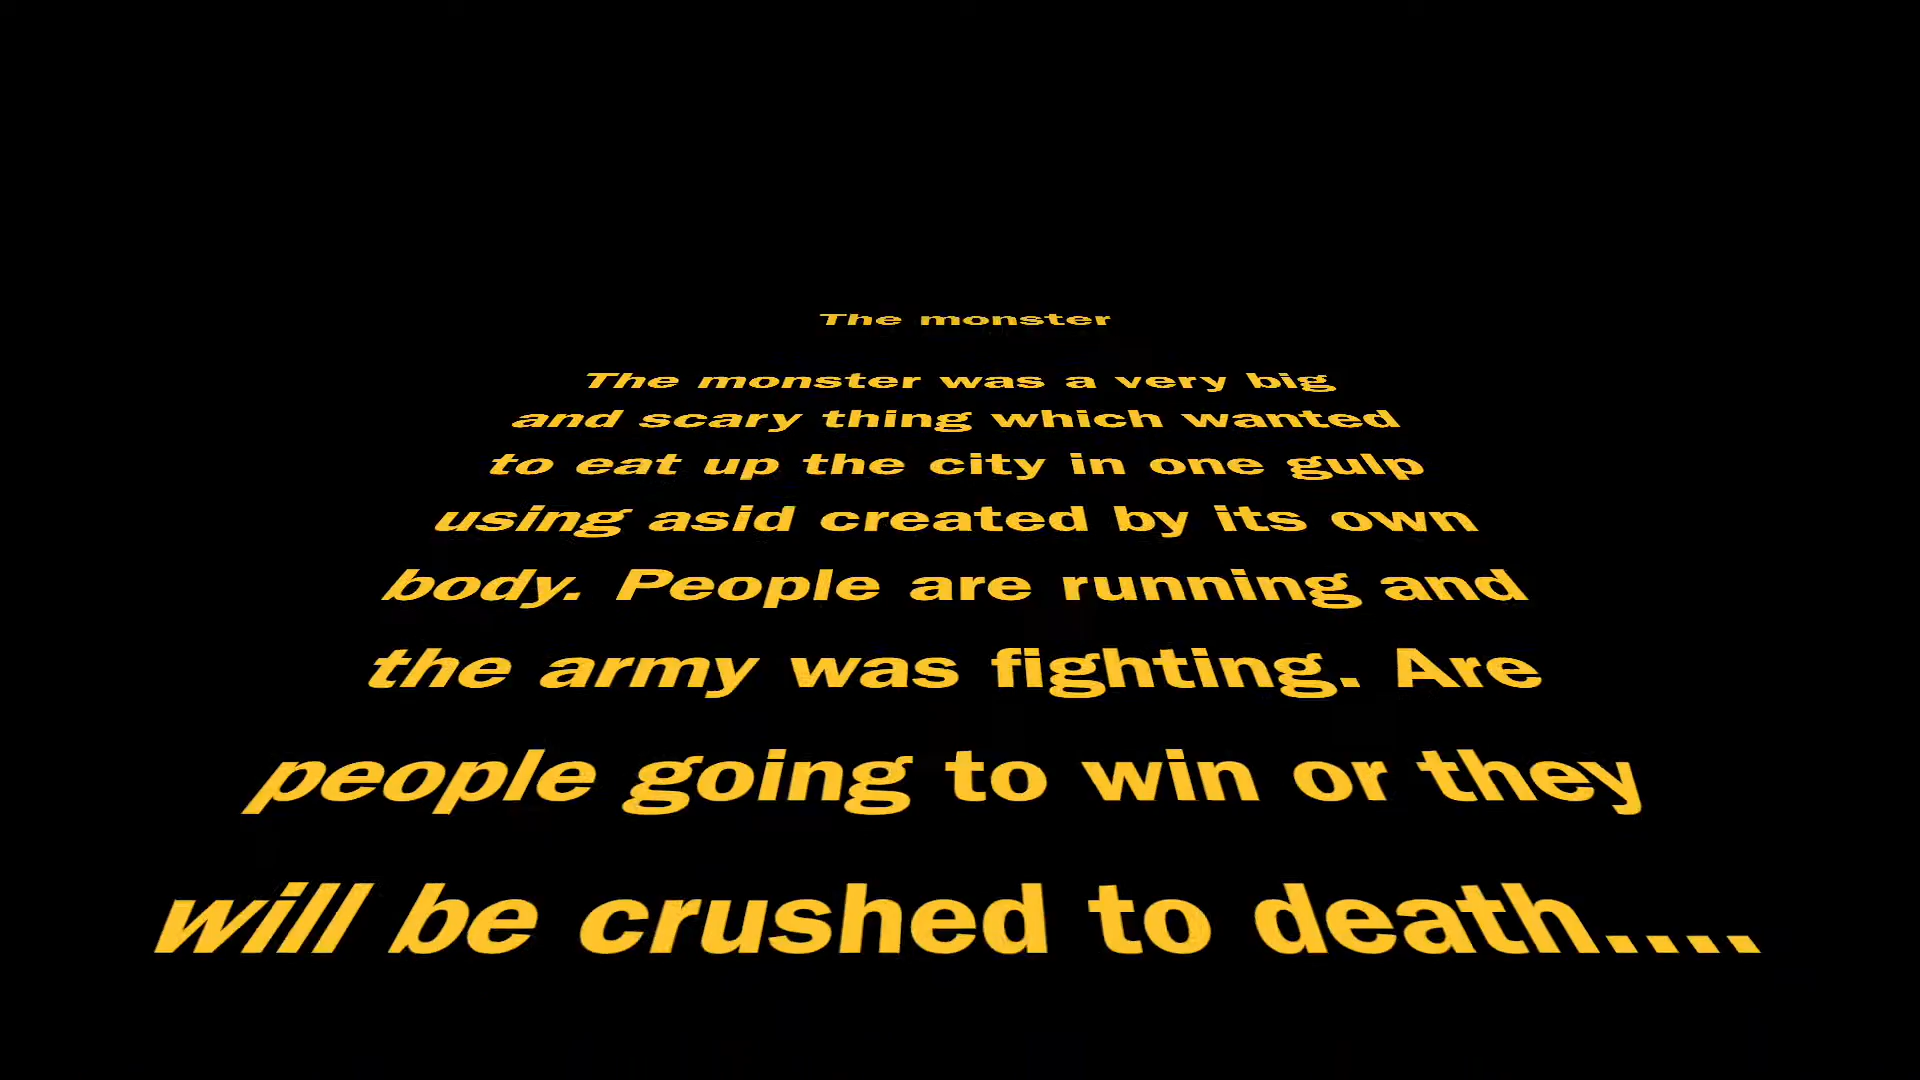 The monster
The monster was a very big
and scary thing which wanted
to eat up the city in one gulp
using asid created by its own
body. People are running and
the army was fighting. Are
people going to win or they
will be crushed to death....